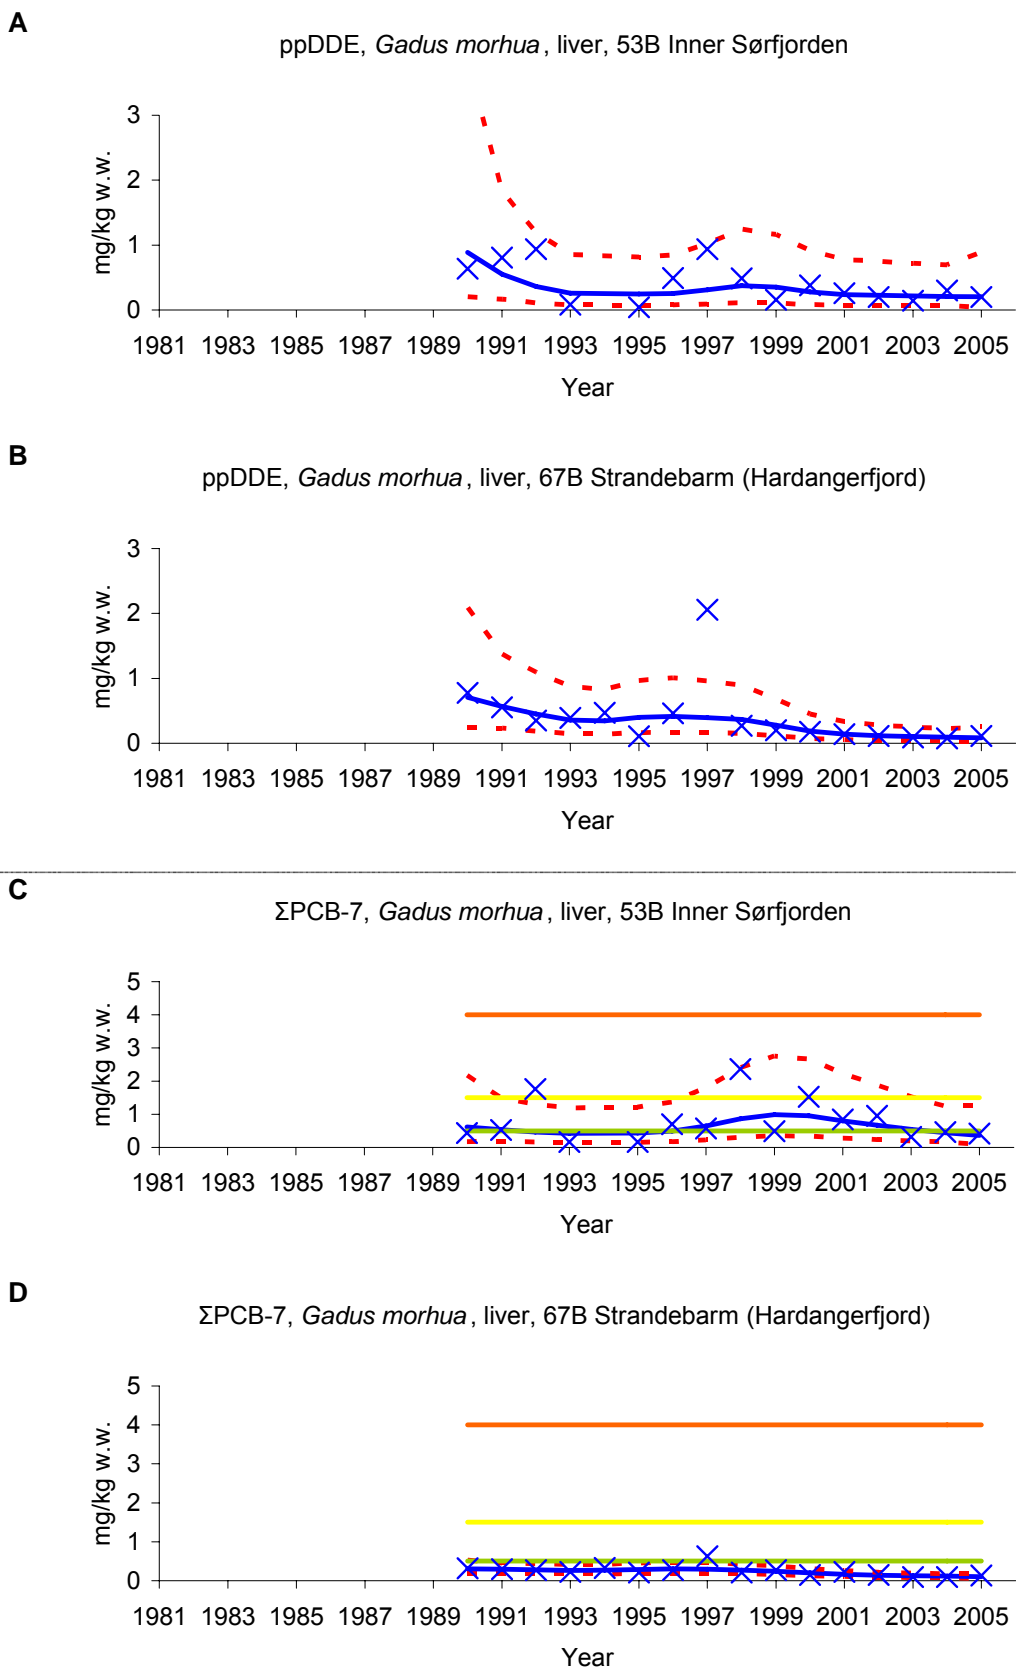 A
ppDDE, Gadus morhua, liver, 53B Inner Sørfjorden
mg/kg w.w.
3
2
1
0
1981 1983 1985 1987 1989 1991 1993 1995 1997 1999 2001 2003 2005
Year
B
ppDDE, Gadus morhua, liver, 67B Strandebarm (Hardangerfjord)
mg/kg w.w.
3
2
1
0
1981 1983 1985 1987 1989 1991 1993 1995 1997 1999 2001 2003 2005
Year
C
ΣPCB-7, Gadus morhua, liver, 53B Inner Sørfjorden
mg/kg w.w.
5
4
3
2
1
0
1981 1983 1985 1987 1989 1991 1993 1995 1997 1999 2001 2003 2005
Year
D
ΣPCB-7, Gadus morhua, liver, 67B Strandebarm (Hardangerfjord)
mg/kg w.w.
5
4
3
2
1
0
1981 1983 1985 1987 1989 1991 1993 1995 1997 1999 2001 2003 2005
Year